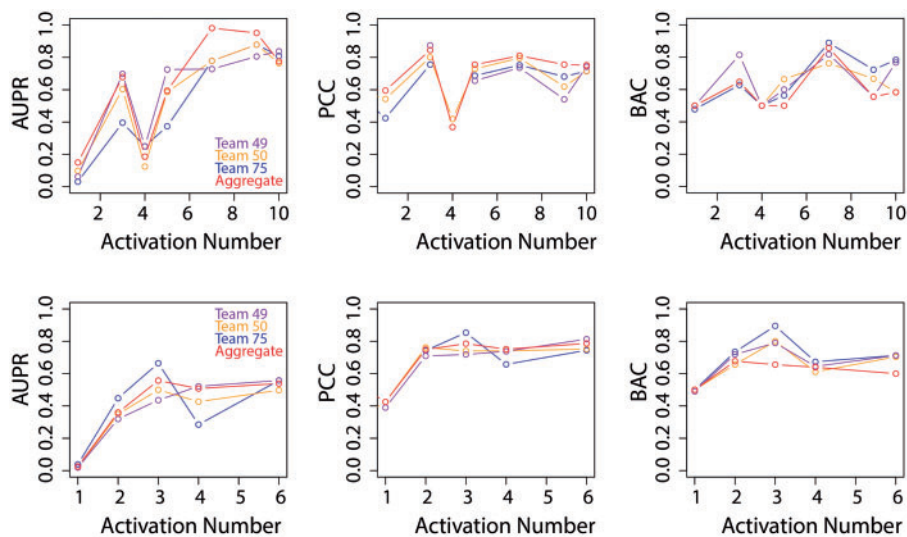 AUPR
0.0 0.2 0.4 0.6 0.8 1.0
Team 49
Team 50
Team 75
Aggregate
2 4 6 8 10
Activation Number
PCC
0.0 0.2 0.4 0.6 0.8 1.0
2 4 6 8 10
Activation Number
BAC
0.0 0.2 0.4 0.6 0.8 1.0
2 4 6 8 10
Activation Number
AUPR
0.0 0.2 0.4 0.6 0.8 1.0
Team 49
Team 50
Team 75
Aggregate
1 2 3 4 5 6
Activation Number
PCC
0.0 0.2 0.4 0.6 0.8 1.0
1 2 3 4 5 6
Activation Number
BAC
0.0 0.2 0.4 0.6 0.8 1.0
1 2 3 4 5 6
Activation Number